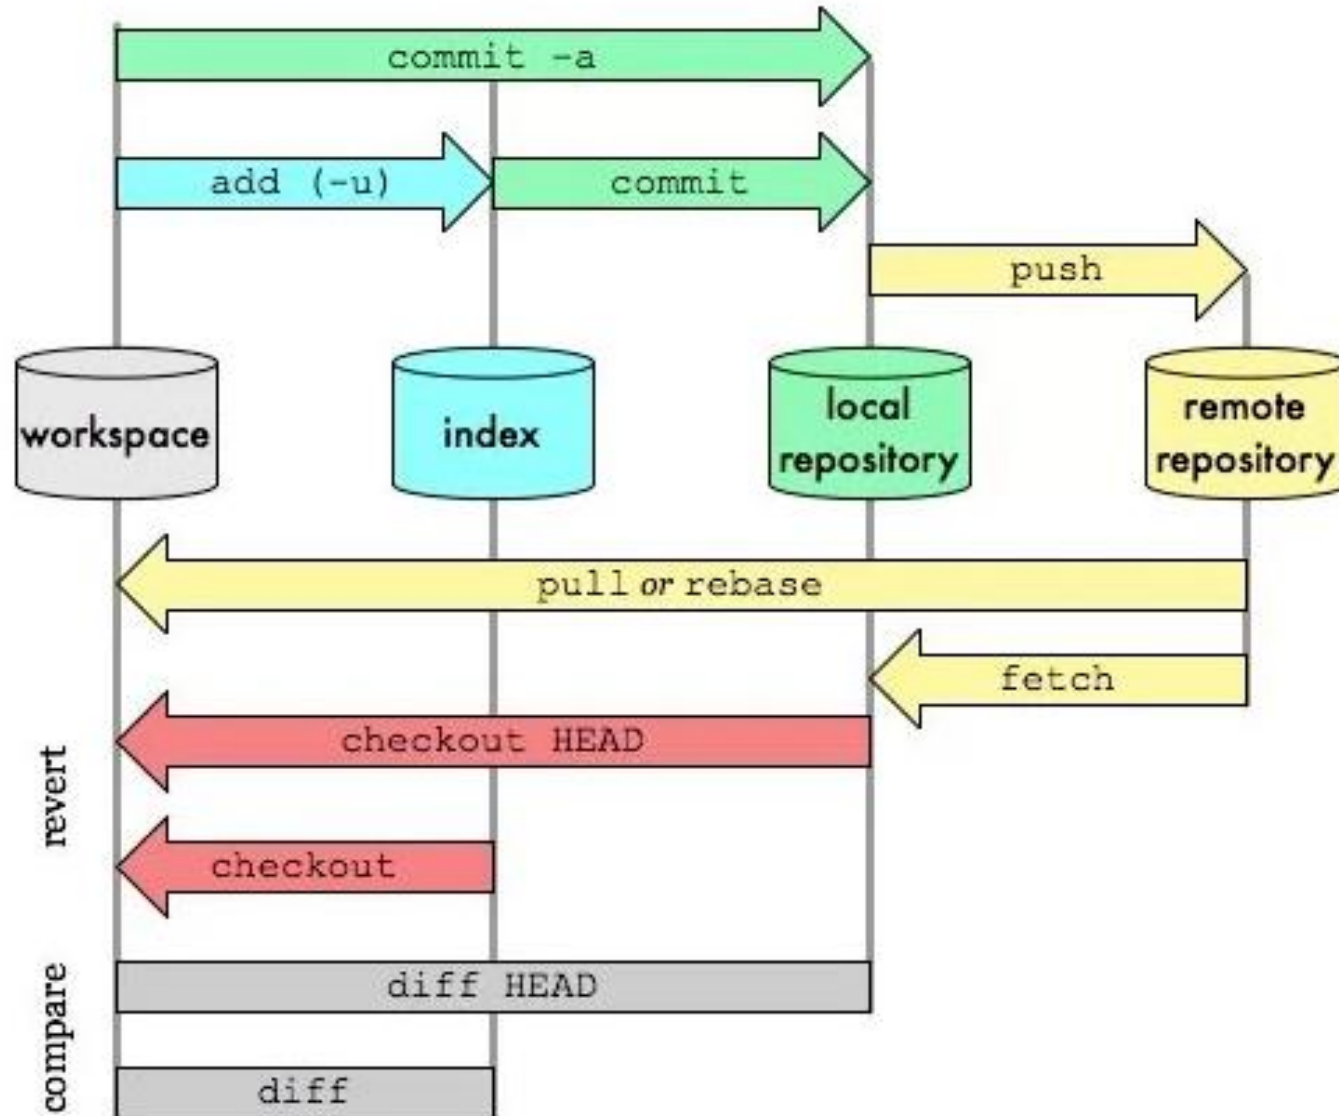 commit -a
add (-u)
commit
push
workspace
index
local
repository
remote
repository
pull or rebase
fetch
revert
checkout HEAD
checkout
compare
diff HEAD
diff